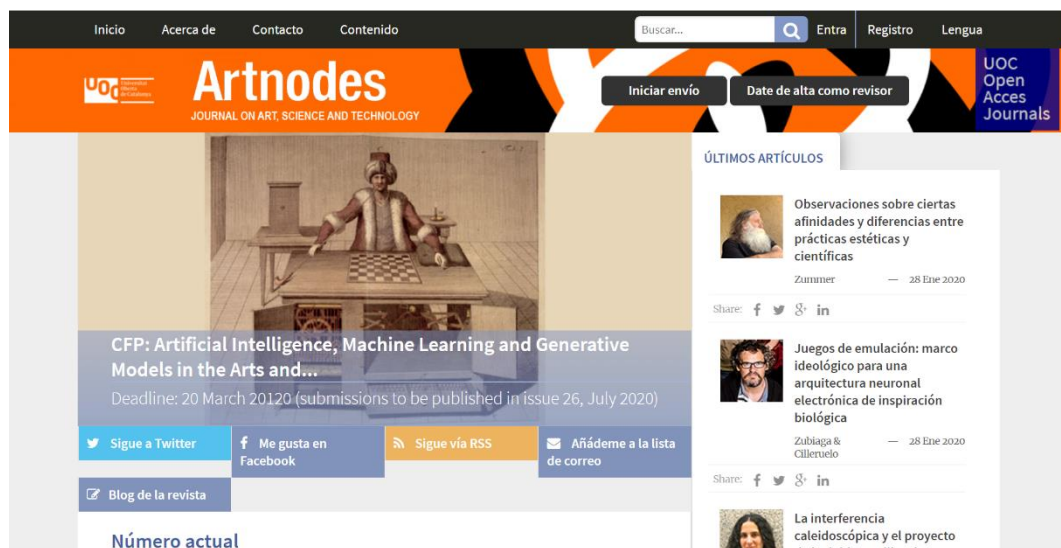 Inicio Acerca de Contacto Contenido Buscar... Entra Registro Lengua
UOC Universitat Oberta de Catalunya
Artnodes
JOURNAL ON ART, SCIENCE AND TECHNOLOGY
Iniciar envío Date de alta como revisor
UOC
Open
Acces
Journals
CFP: Artificial Intelligence, Machine Learning and Generative
Models in the Arts and...
Deadline: 20 March 20120 (submissions to be published in issue 26, July 2020)
Sigue a Twitter
Me gusta en
Facebook
Sigue vía RSS
Añádeme a la lista
de correo
Blog de la revista
Número actual
ÚLTIMOS ARTÍCULOS
Observaciones sobre ciertas
afinidades y diferencias entre
prácticas estéticas y
científicas
Zummer — 28 Ene 2020
Share:
Juegos de emulación: marco
ideológico para una
arquitectura neuronal
electrónica de inspiración
biológica
Zubiaga & — 28 Ene 2020
Cilleruelo
Share:
La interferencia
caleidoscópica y el proyecto